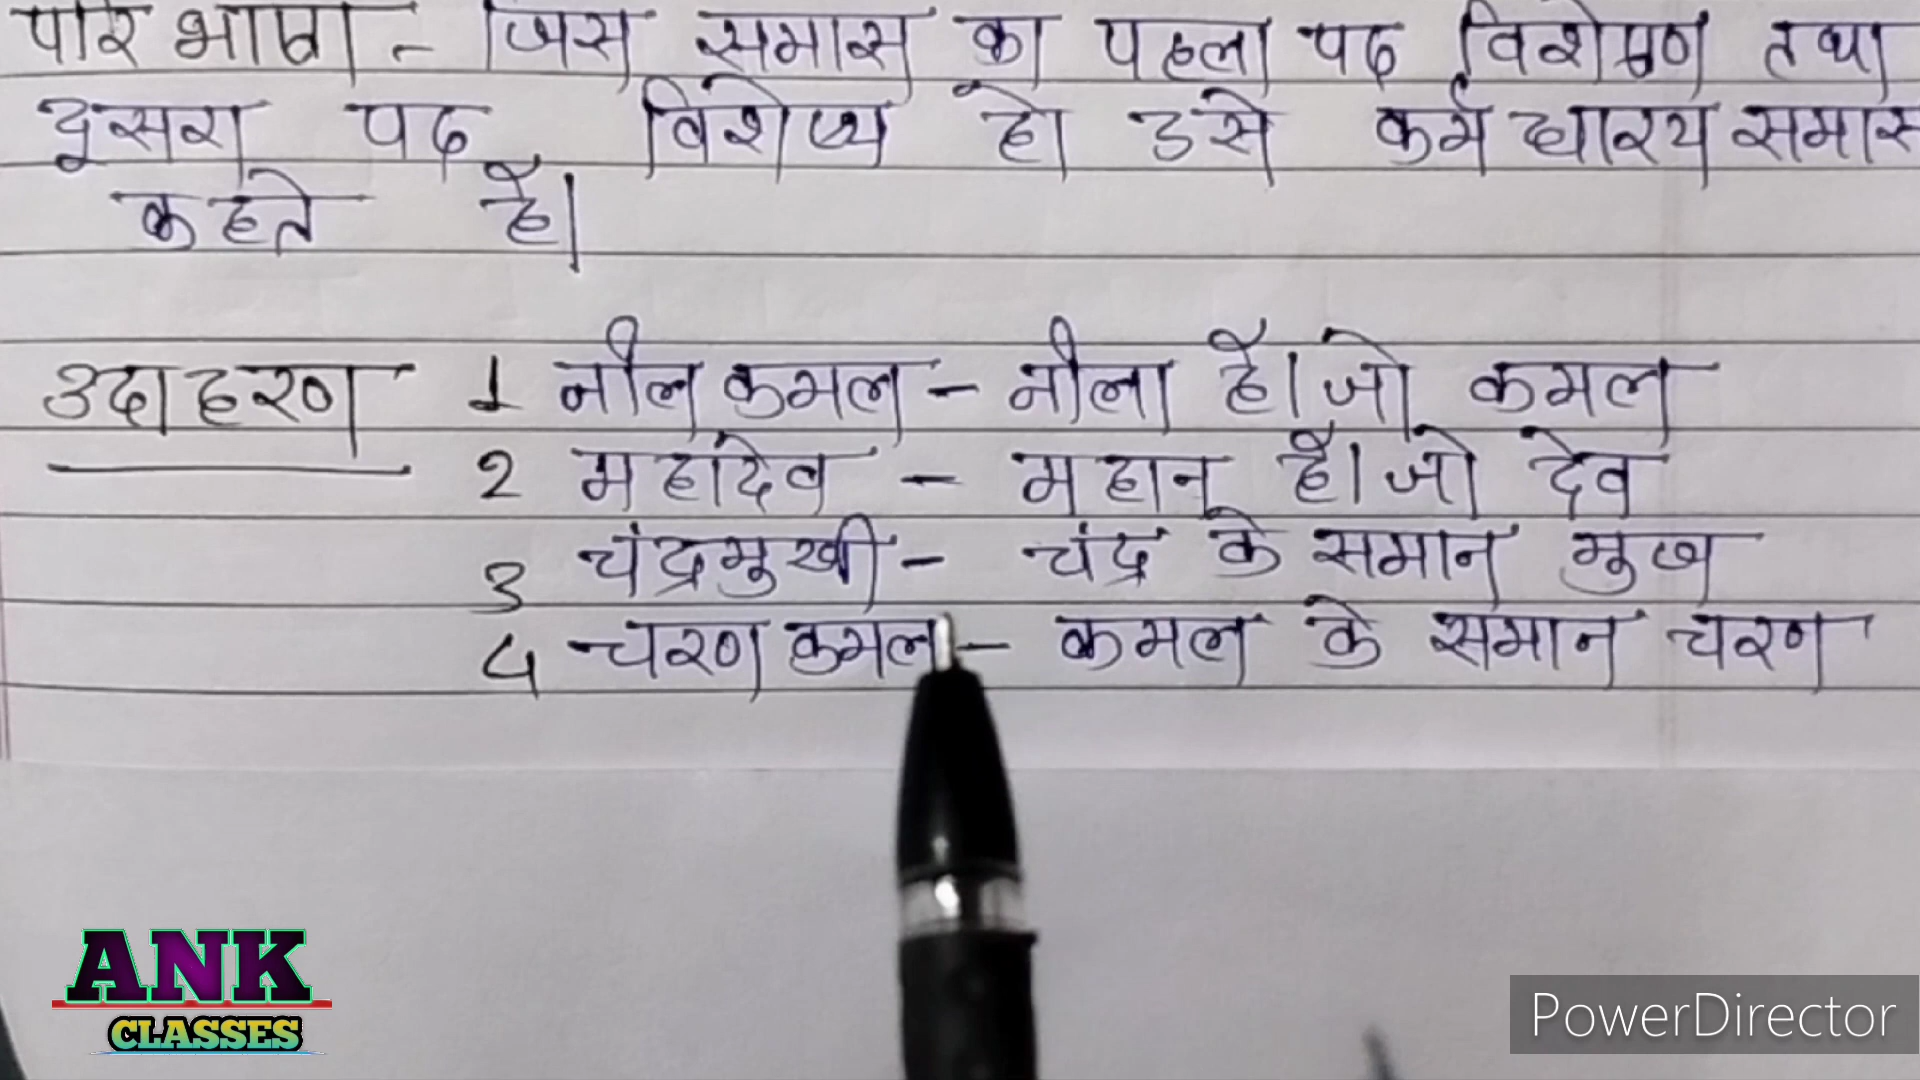 परिभाषा - जिस समास का पहला पद विशेषण तथा
दूसरा पद विशेष्य हो उसे कर्मधारय समास
कहते है।
उदाहरण 1 नीलकमल - नीला है। जो कमल
2 महादेव - महान् है। जो देव
3 चंद्रमुखी - चंद्र के समान मुख
4 चरण कमल - कमल के समान चरण
ANK
CLASSES
PowerDirector